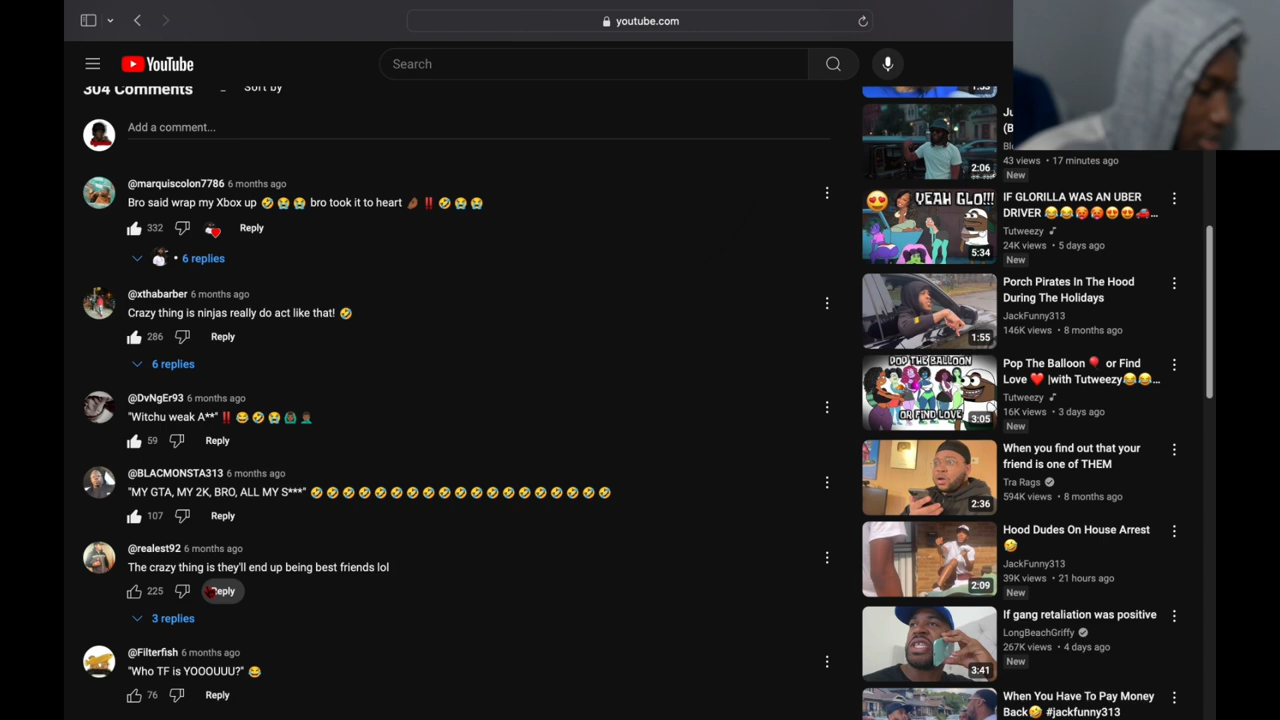 youtube.com
YouTube
Search
304 Comments
Sort by
Add a comment...
@marquiscolon7786 6 months ago
Bro said wrap my Xbox up 🤣😭😭 bro took it to heart 🤌🏾‼️🤣😭😭
332
Reply
• 6 replies
@xthabarber 6 months ago
Crazy thing is ninjas really do act like that! 🤣
286
Reply
6 replies
@DvNgEr93 6 months ago
"Witchu weak A**"‼️😂🤣😭🙆🏾‍♂️🤦🏾‍♂️
59
Reply
@BLACMONSTA313 6 months ago
"MY GTA, MY 2K, BRO, ALL MY S***" 🤣🤣🤣🤣🤣🤣🤣🤣🤣🤣🤣🤣🤣🤣🤣🤣🤣🤣🤣
107
Reply
@realest92 6 months ago
The crazy thing is they'll end up being best friends lol
225
Reply
3 replies
@Filterfish 6 months ago
"Who TF is YOOOUUU?" 😂
76
Reply
1:55
2:06
43 views • 17 minutes ago
New
YEAH GLO!!!
5:34
IF GLORILLA WAS AN UBER
DRIVER 😂😂🥵🥵😍😍🚗...
Tutweezy
24K views • 5 days ago
New
1:55
Porch Pirates In The Hood
During The Holidays
JackFunny313
146K views • 8 months ago
POP THE BALLOON
OR FIND LOVE
3:05
Pop The Balloon 🎈 or Find
Love ❤️ |with Tutweezy😂😂...
Tutweezy
16K views • 3 days ago
New
2:36
When you find out that your
friend is one of THEM
Tra Rags
594K views • 8 months ago
2:09
Hood Dudes On House Arrest
🤣
JackFunny313
39K views • 21 hours ago
New
3:41
If gang retaliation was positive
LongBeachGriffy
267K views • 4 days ago
New
When You Have To Pay Money
Back🤣 #jackfunny313